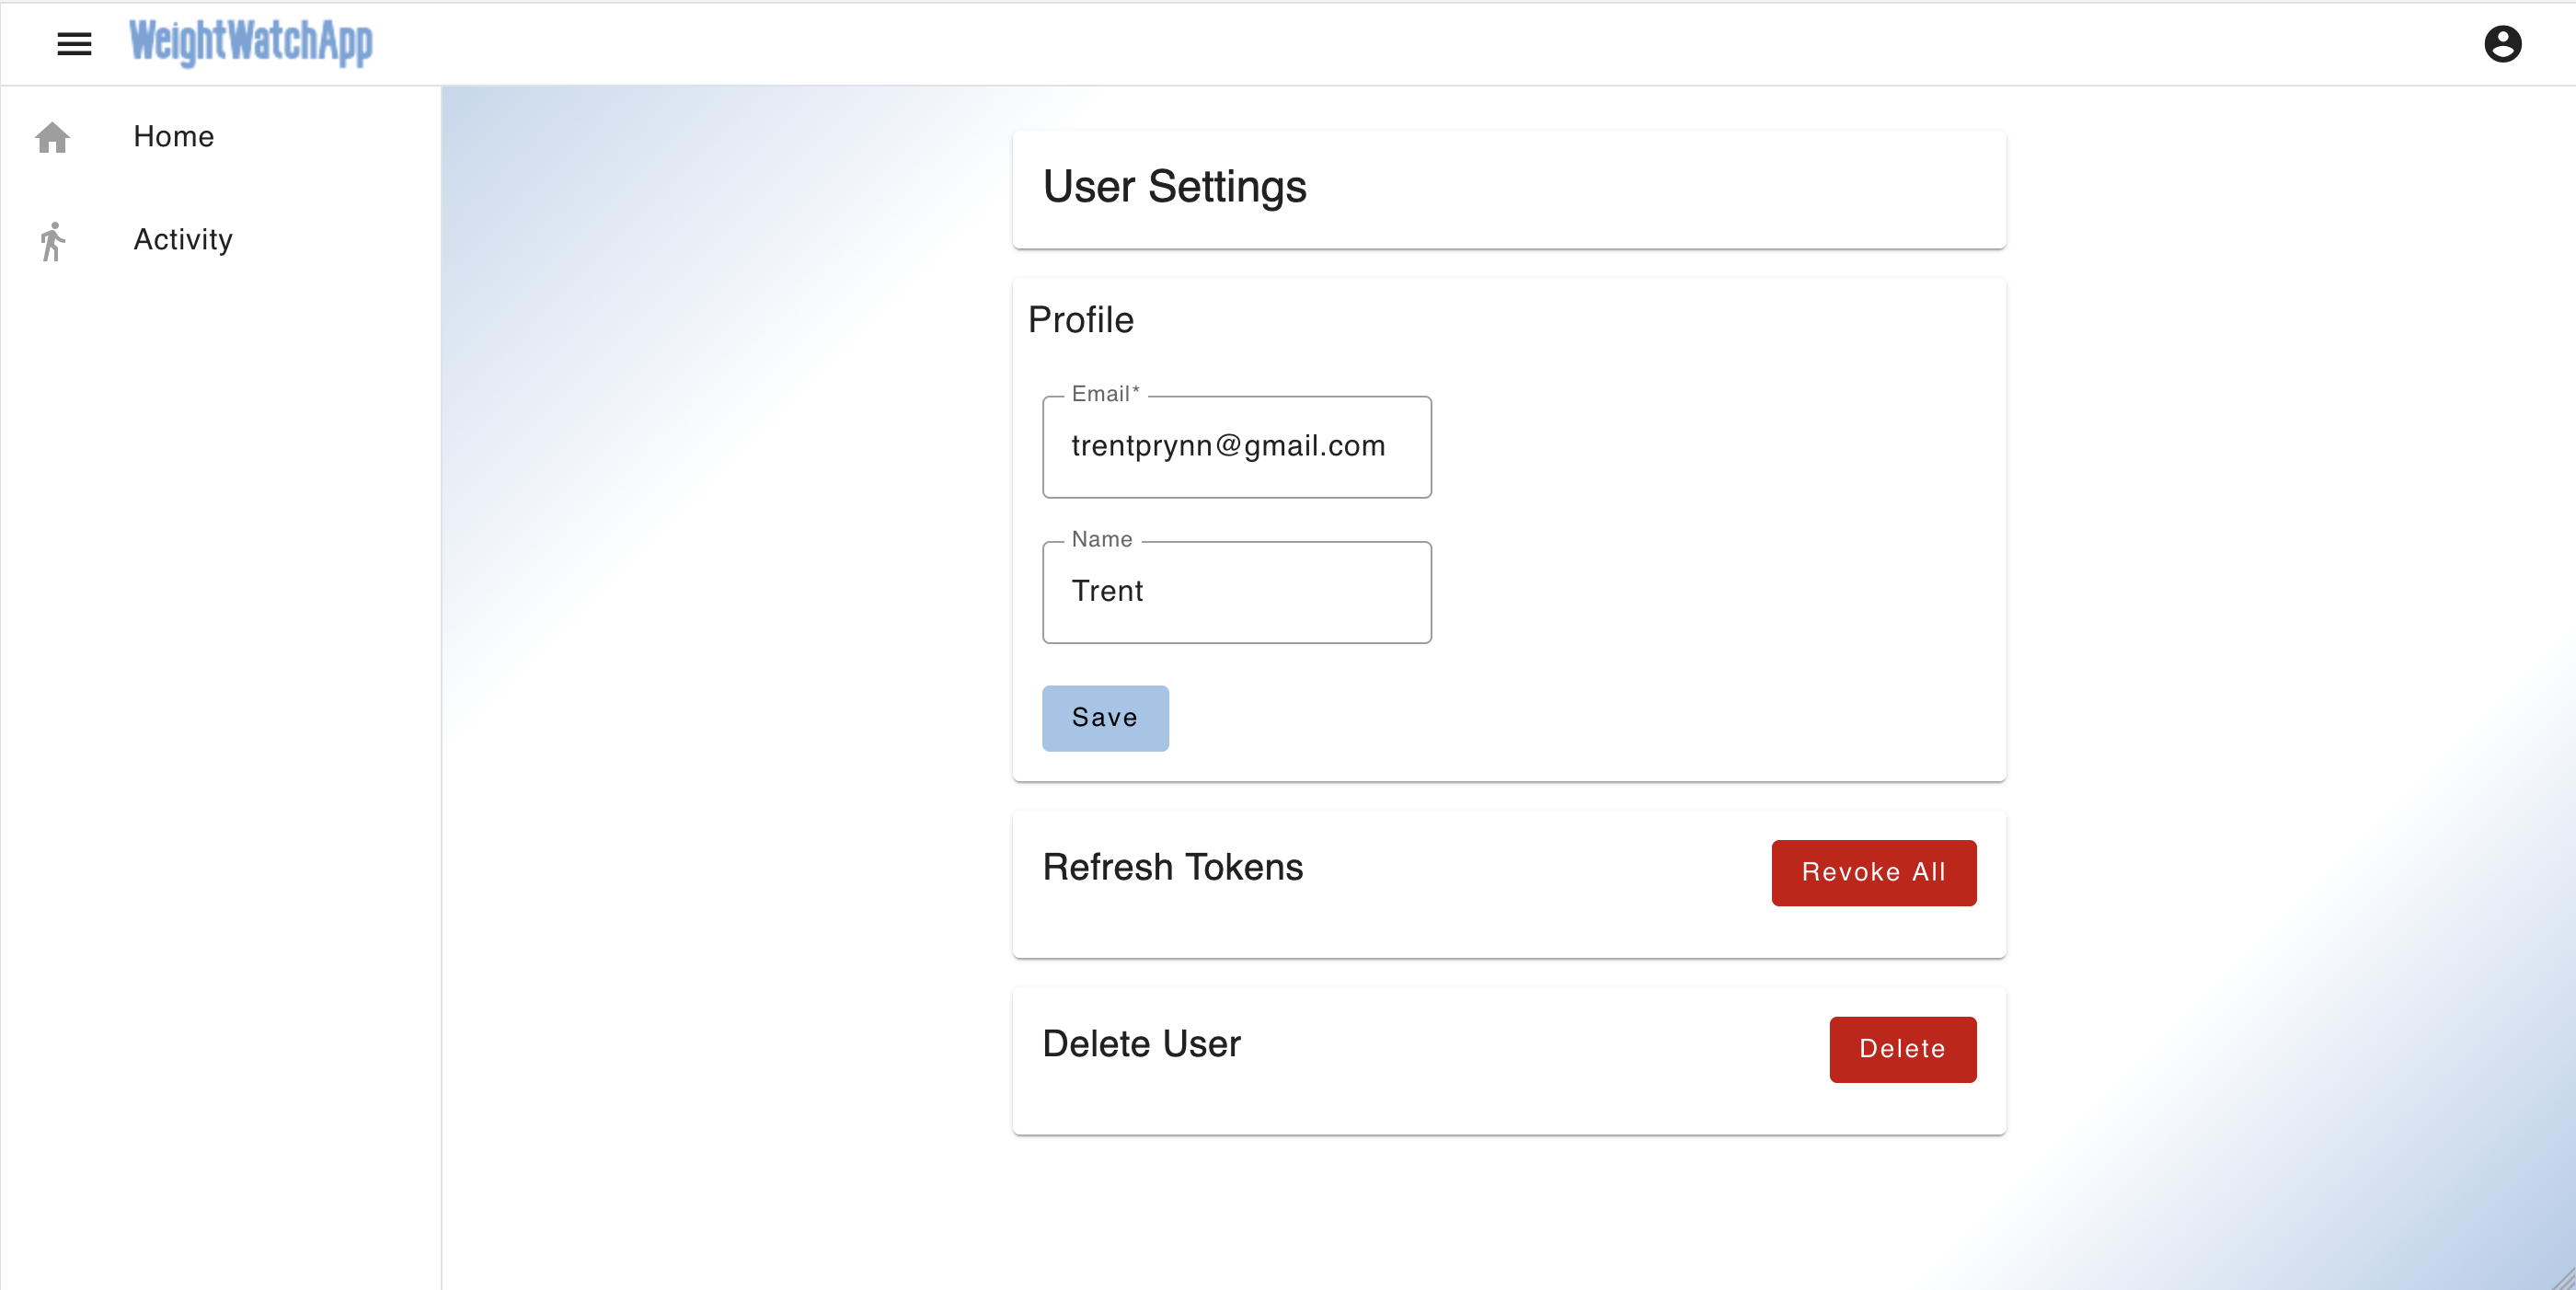 WeightWatchApp
Home
Activity
User Settings
Profile
Email*
trentprynn@gmail.com
Name
Trent
Save
Refresh Tokens
Revoke All
Delete User
Delete